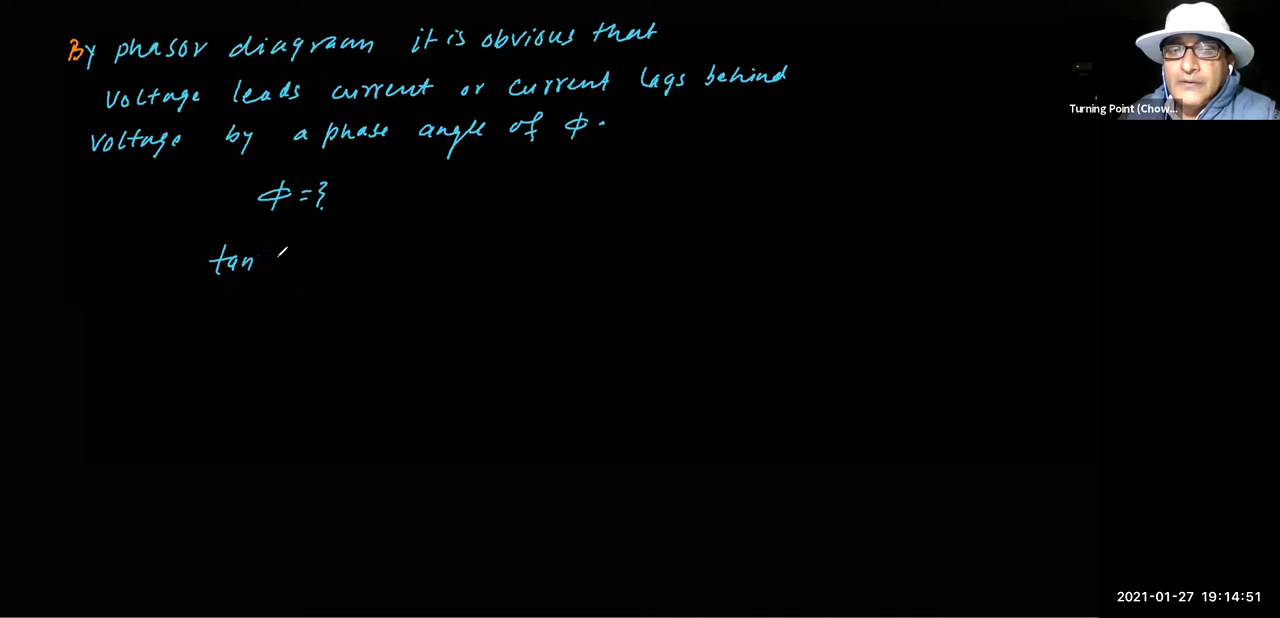 By phasor diagram it is obvious that
voltage leads current or current lags behind
voltage by a phase angle of ϕ.
ϕ = ?
tan
Turning Point (Chow...
2021-01-27 19:14:51